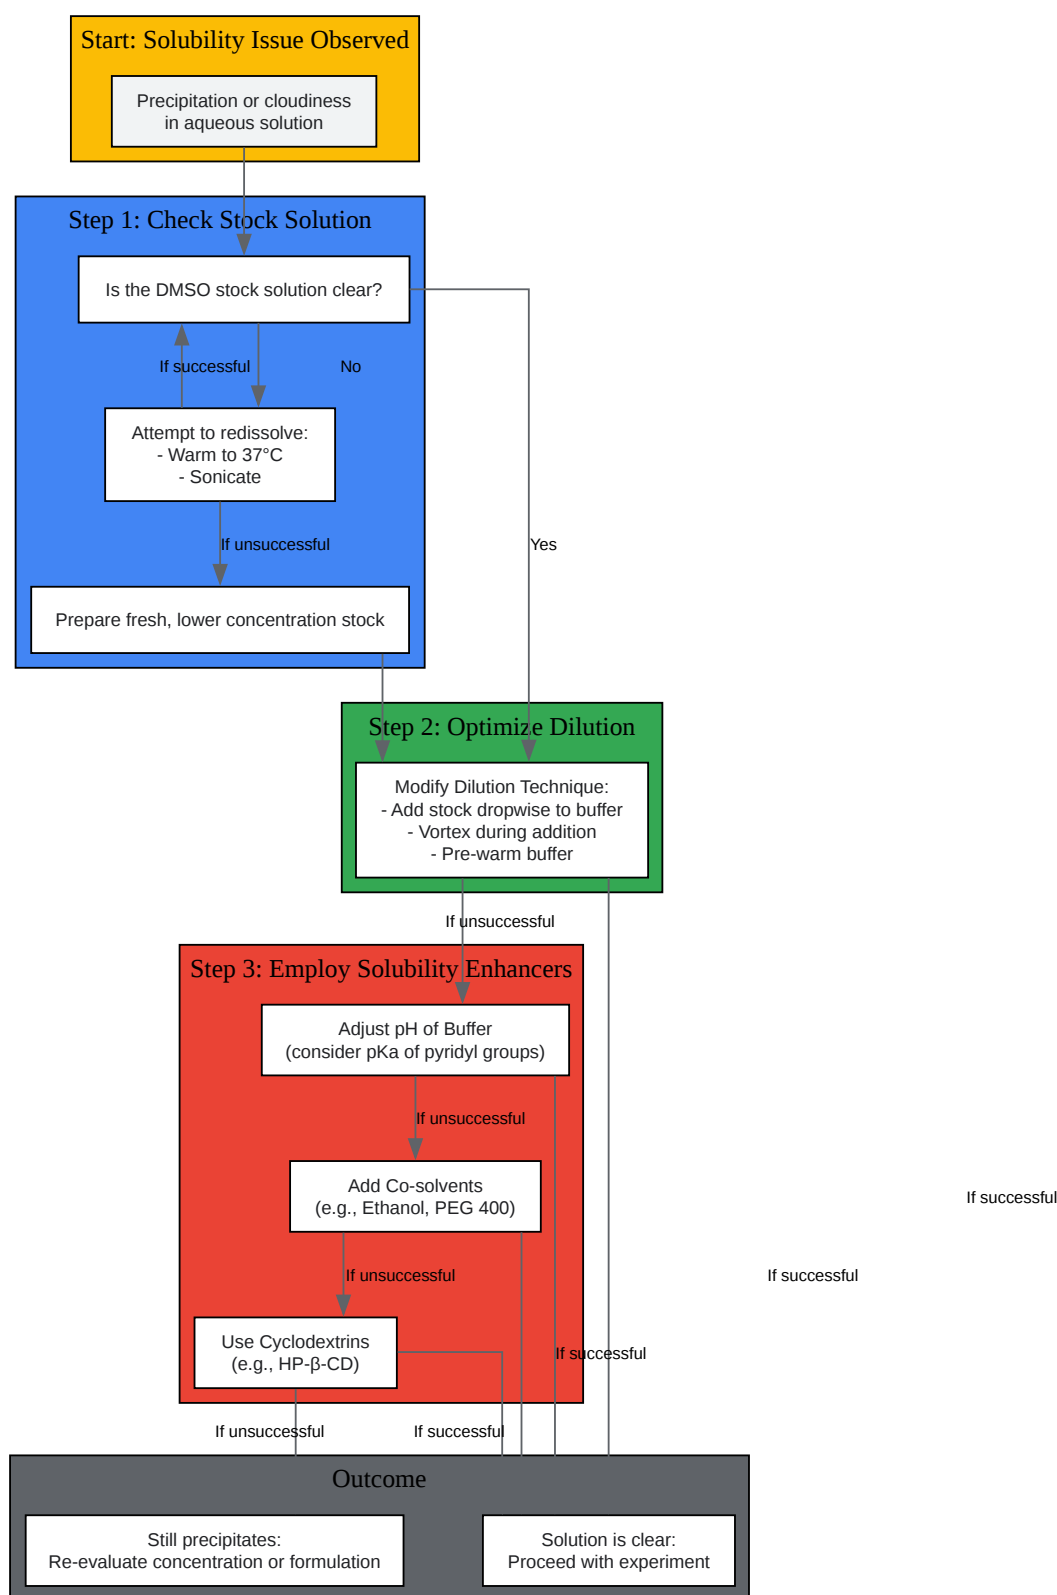 Start: Solubility Issue Observed
Precipitation or cloudiness
in aqueous solution
Step 1: Check Stock Solution
Is the DMSO stock solution clear?
If successful
No
Attempt to redissolve:
- Warm to 37°C
- Sonicate
If unsuccessful
Yes
Prepare fresh, lower concentration stock
Step 2: Optimize Dilution
Modify Dilution Technique:
- Add stock dropwise to buffer
- Vortex during addition
- Pre-warm buffer
If unsuccessful
Step 3: Employ Solubility Enhancers
Adjust pH of Buffer
(consider pKa of pyridyl groups)
If unsuccessful
Add Co-solvents
(e.g., Ethanol, PEG 400)
If successful
If unsuccessful
If successful
Use Cyclodextrins
(e.g., HP-β-CD)
If successful
If unsuccessful
If successful
Outcome
Still precipitates:
Re-evaluate concentration or formulation
Solution is clear:
Proceed with experiment